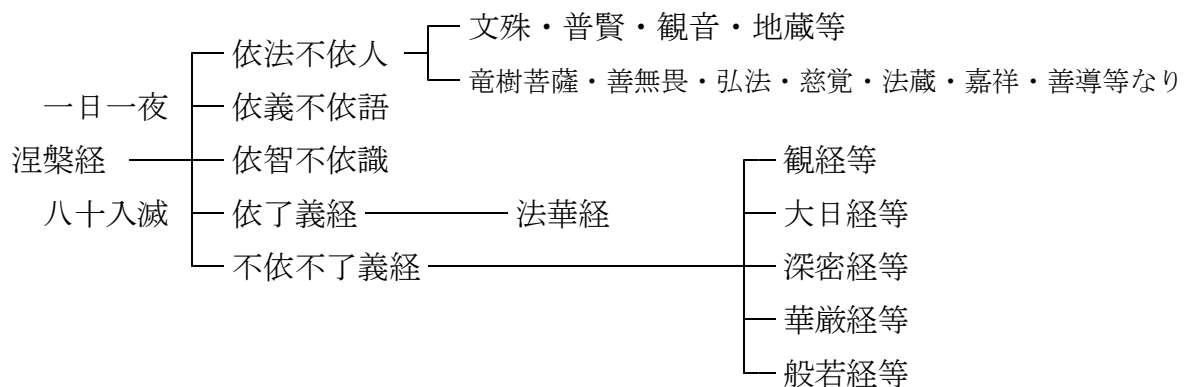 文殊・普賢・観音・地蔵等
依法不依人
竜樹菩薩・善無畏・弘法・慈覚・法蔵・嘉祥・善導等なり
一日一夜
依義不依語
涅槃経
依智不依識
観経等
八十入滅
依了義経
法華経
大日経等
不依不了義経
深密経等
華厳経等
般若経等